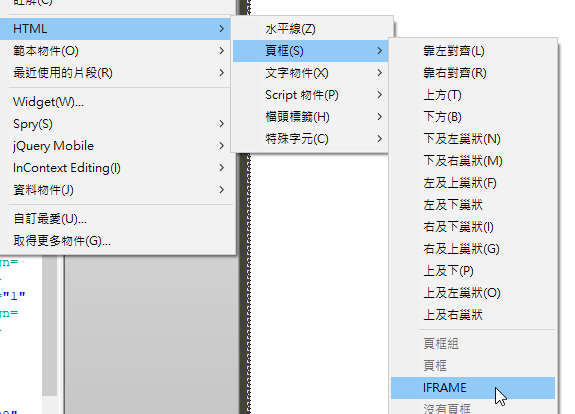 註解(C)
HTML
範本物件(O)
最近使用的片段(R)
Widget(W)...
Spry(S)
jQuery Mobile
InContext Editing(I)
資料物件(J)
自訂最愛(U)...
取得更多物件(G)...
水平線(Z)
頁框(S)
文字物件(X)
Script 物件(P)
檔頭標籤(H)
特殊字元(C)
靠左對齊(L)
靠右對齊(R)
上方(T)
下方(B)
下及左巢狀(N)
下及右巢狀(M)
左及上巢狀(F)
左及下巢狀
右及下巢狀(I)
右及上巢狀(G)
上及下(P)
上及左巢狀(O)
上及右巢狀
頁框組
頁框
IFRAME
沒有頁框
gn=
="1"
gn=